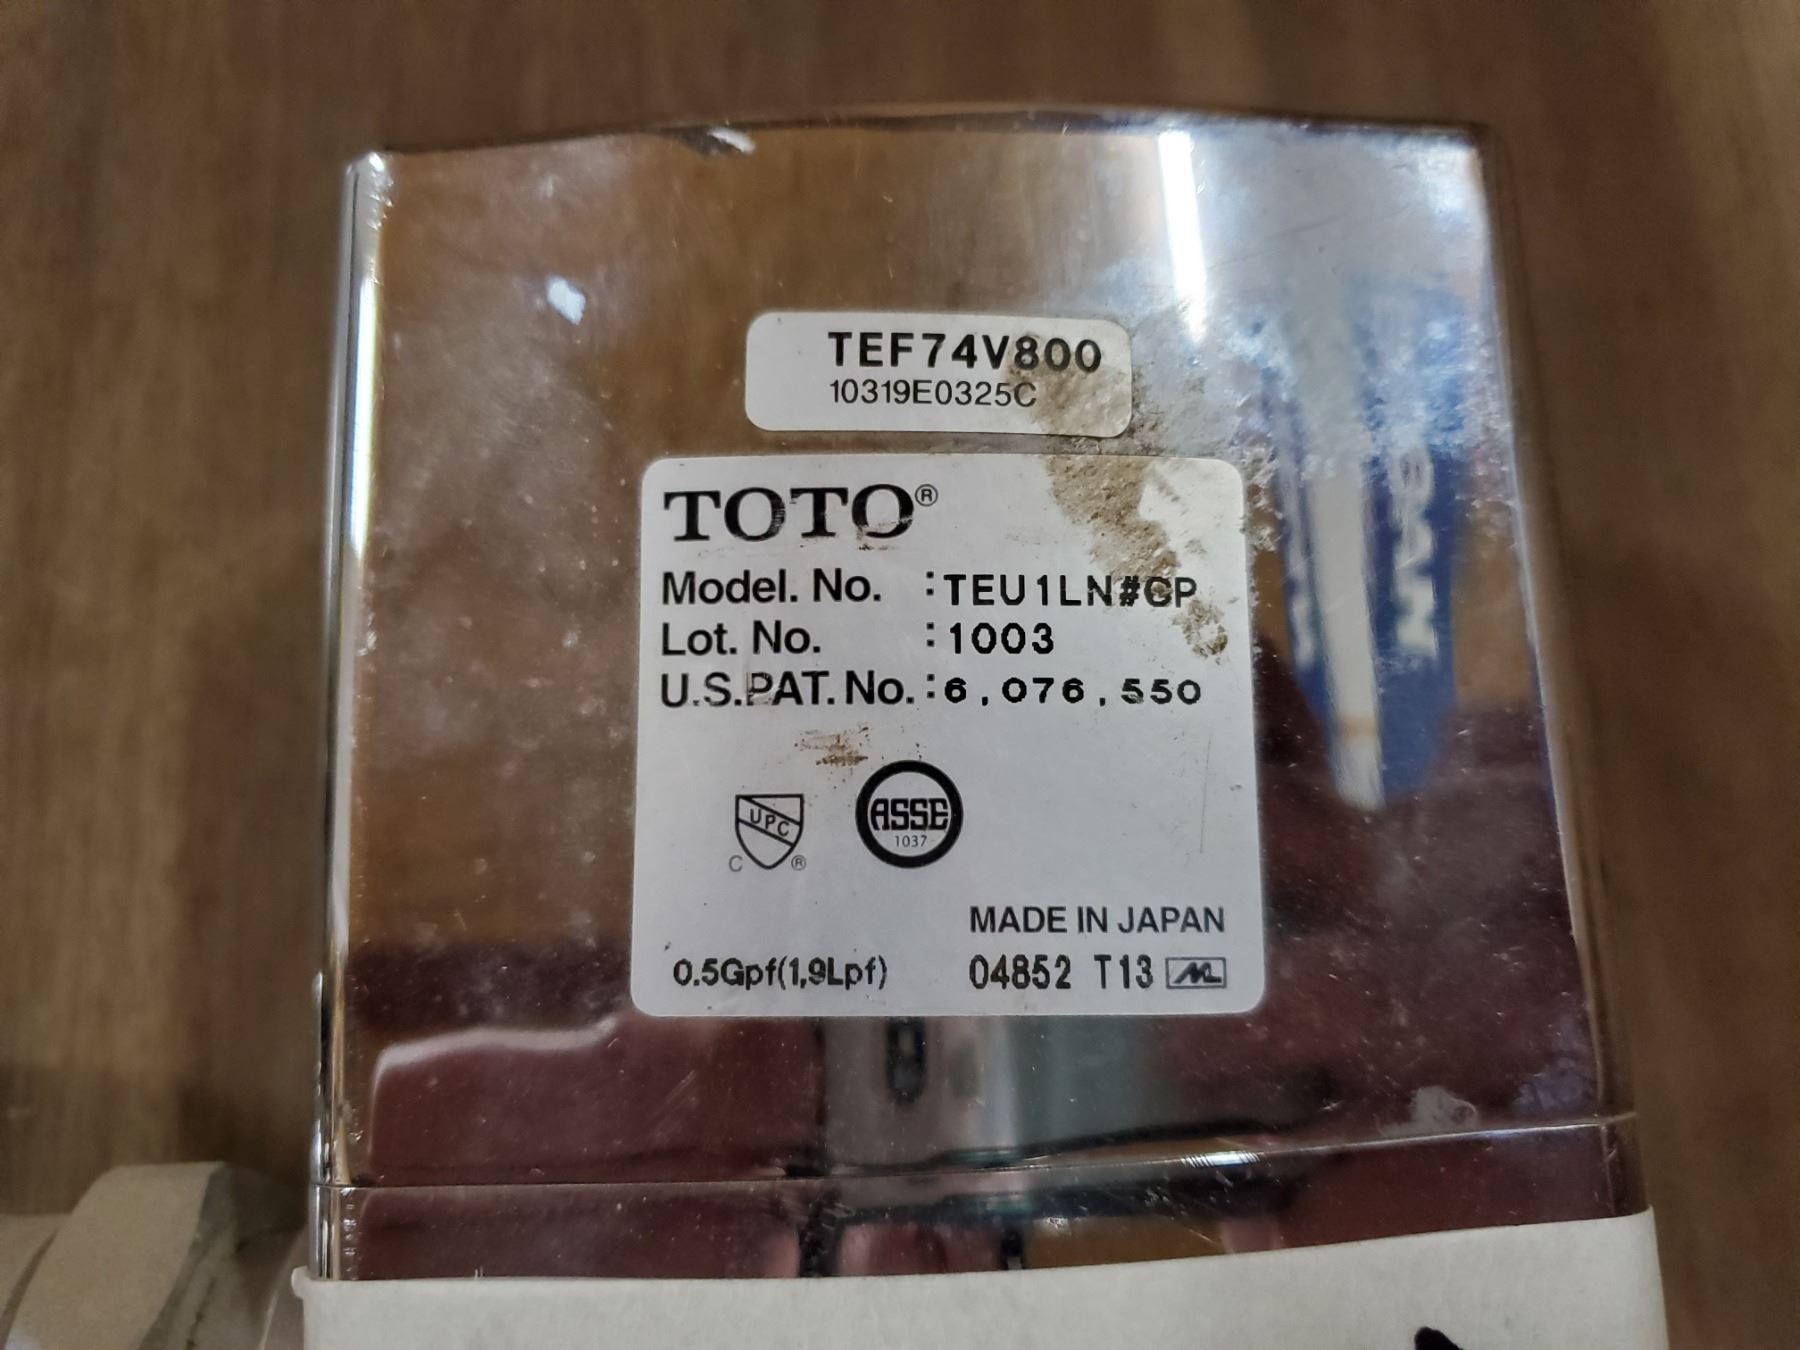 TEF74V800
10319E0325C
TOTO®
Model. No. :TEU1LN#CP
Lot. No. :1003
U.S.PAT. No. :6,076,550
UPC
C ®
ASSE
1037
MADE IN JAPAN
0.5Gpf(1,9Lpf)
04852 T13